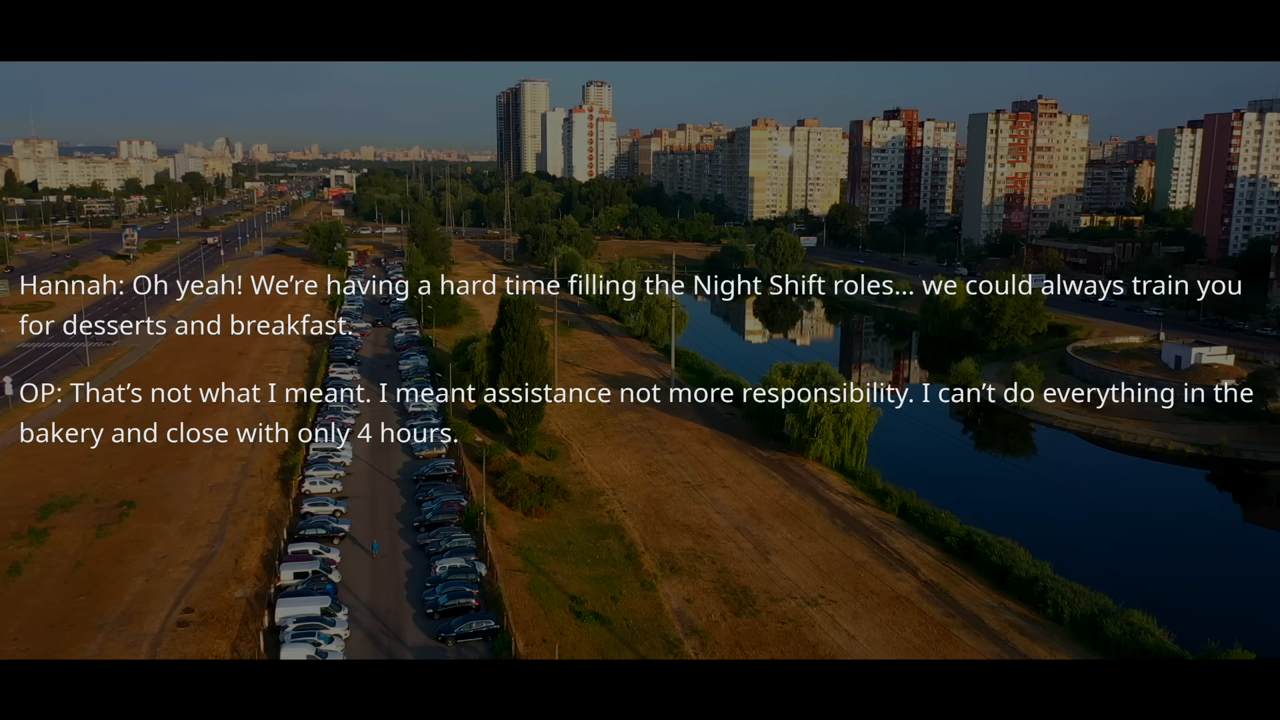 Hannah: Oh yeah! We’re having a hard time filling the Night Shift roles... we could always train you
for desserts and breakfast.
OP: That’s not what I meant. I meant assistance not more responsibility. I can’t do everything in the
bakery and close with only 4 hours.